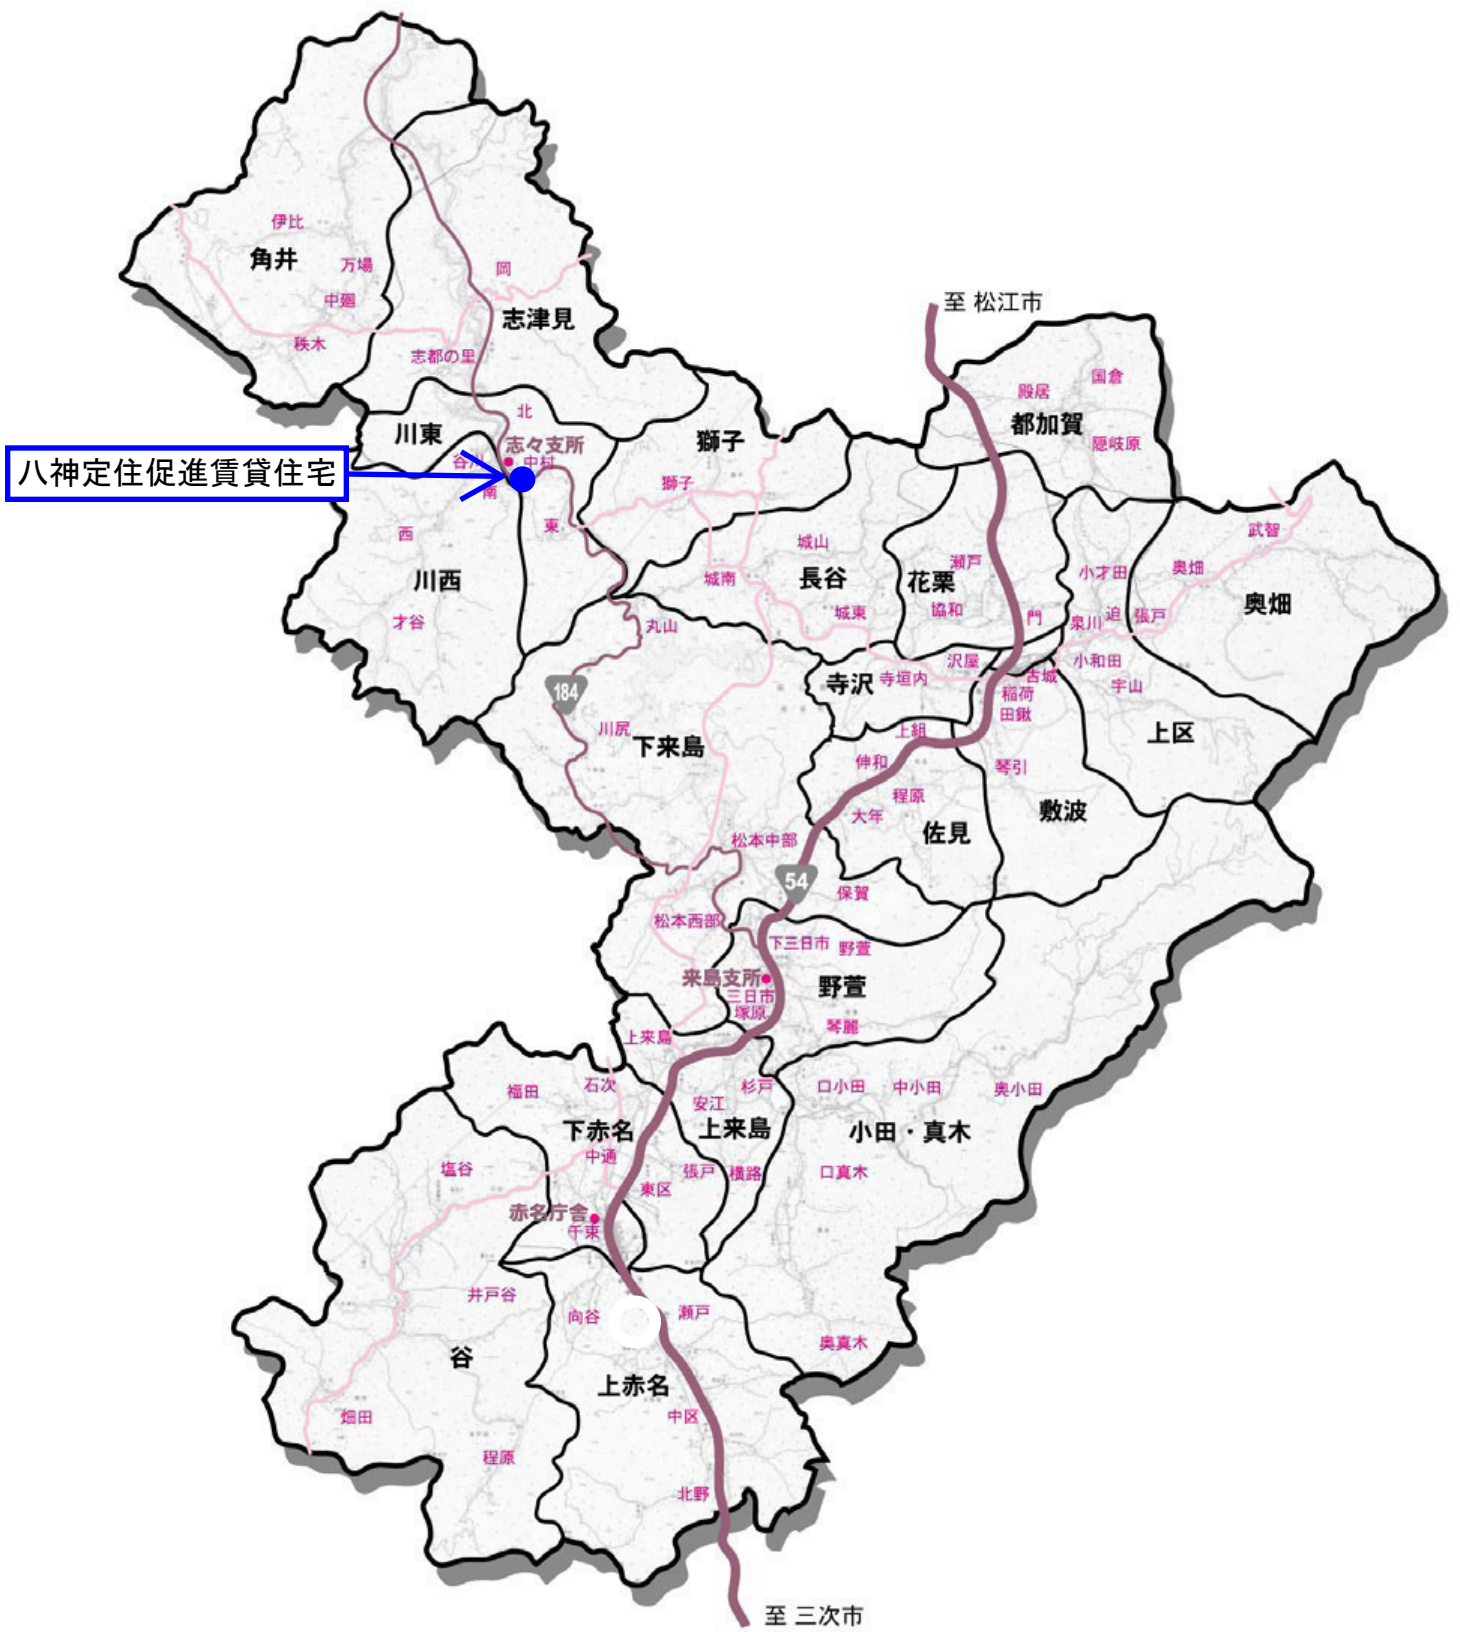 伊比
角井
万場
中廻
秩木
岡
志津見
志都の里
至 松江市
北
川東
志々支所
谷川
中村
八神定住促進賃貸住宅
南
東
西
川西
才谷
獅子
獅子
殿居
国倉
都加賀
隠岐原
城山
城南
長谷
城東
瀬戸
花栗
協和
門
小才田
泉川
迫
張戸
奥畑
武智
奥畑
丸山
沢屋
寺沢
寺垣内
古城
小和田
稲荷
田鍬
宇山
上区
184
川尻
下来島
上組
伸和
程原
大年
佐見
琴引
敷波
松本中部
54
保賀
松本西部
下三日市
野萱
来島支所
三日市
塚原
野萱
琴麗
上来島
福田
石次
杉戸
安江
口小田
中小田
奥小田
下赤名
上来島
小田・真木
中通
塩谷
東区
張戸
横路
口真木
赤名庁舎
千束
井戸谷
向谷
瀬戸
奥真木
谷
上赤名
畑田
中区
程原
北野
至 三次市